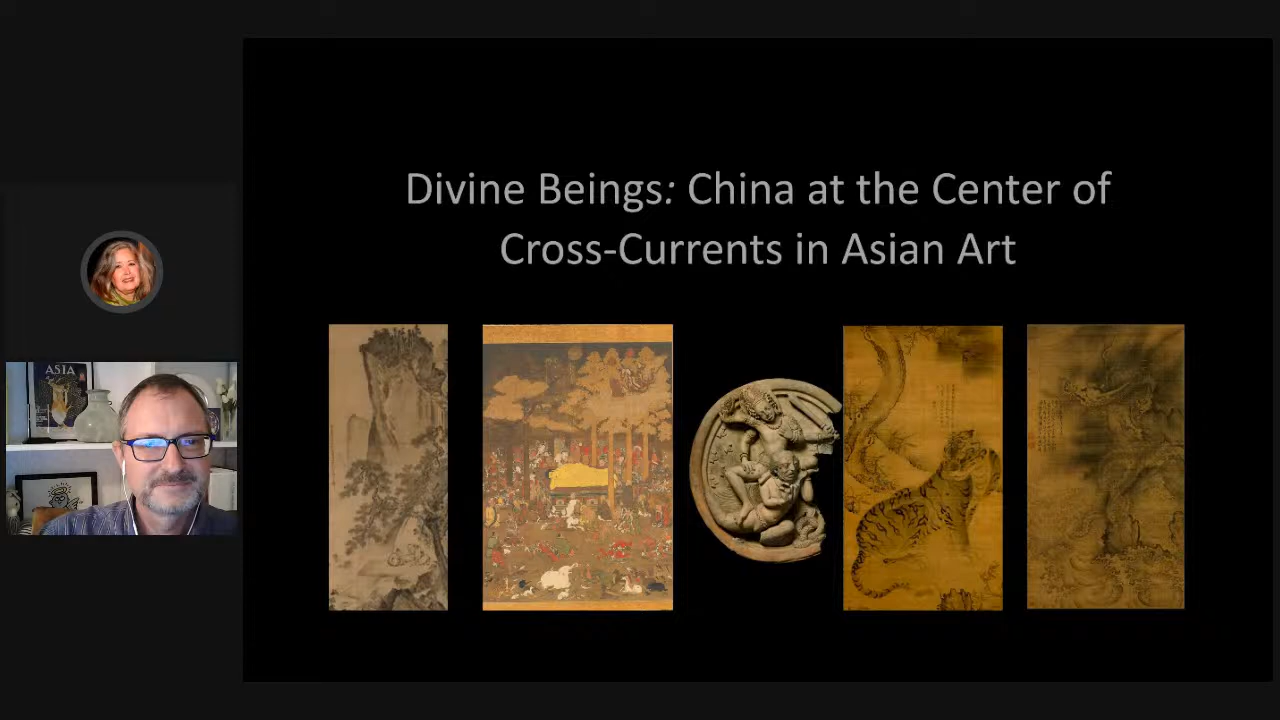 Divine Beings: China at the Center of
Cross-Currents in Asian Art
ASIA